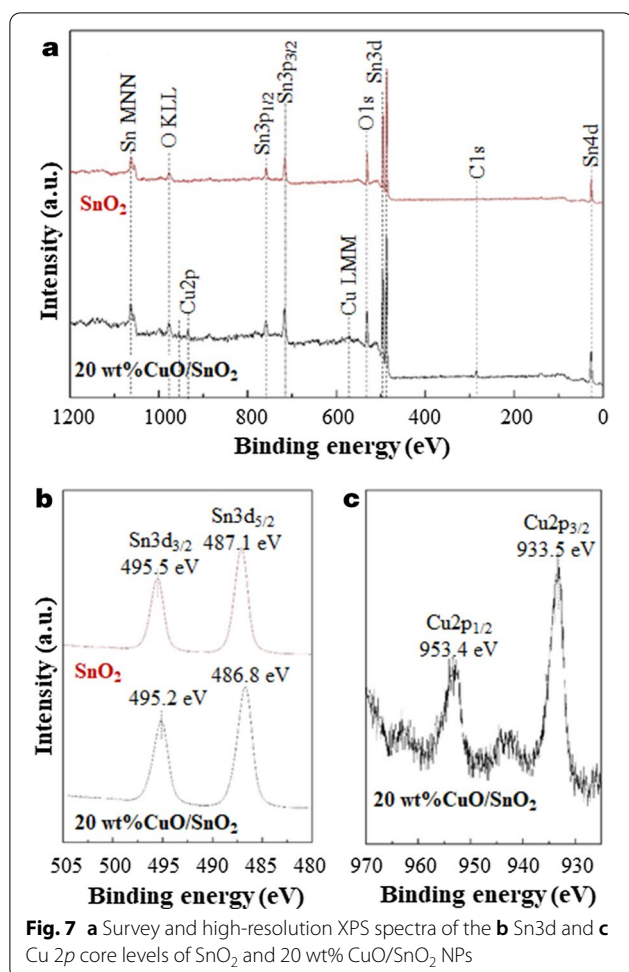 a
Sn MNN
O KLL
Cu2p
Sn3p1/2
Sn3p3/2
Cu LMM
O1s
Sn3d
C1s
Sn4d
SnO2
20 wt%CuO/SnO2
Intensity (a.u.)
1200 1000 800 600 400 200 0
Binding energy (eV)
b
Sn3d3/2
495.5 eV
Sn3d5/2
487.1 eV
SnO2
495.2 eV
486.8 eV
20 wt%CuO/SnO2
Intensity (a.u.)
505 500 495 490 485 480
Binding energy (eV)
c
Cu2p3/2
933.5 eV
Cu2p1/2
953.4 eV
20 wt%CuO/SnO2
970 960 950 940 930
Binding energy (eV)
Fig. 7 a Survey and high-resolution XPS spectra of the b Sn3d and c
Cu 2p core levels of SnO2 and 20 wt% CuO/SnO2 NPs